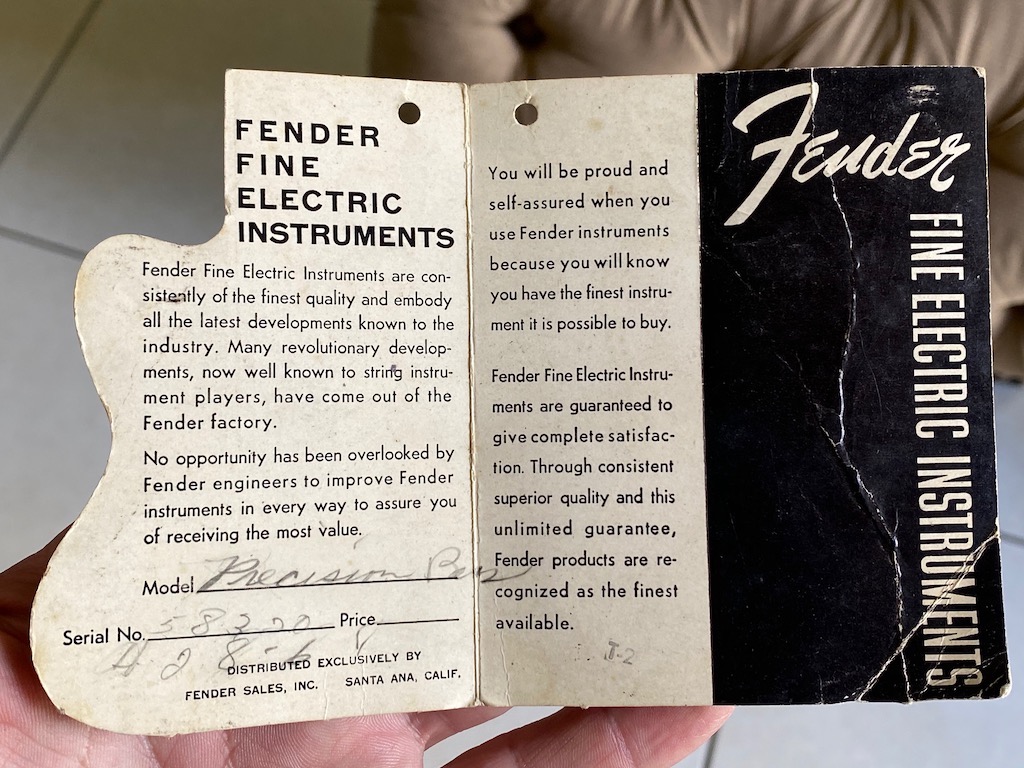 FENDER
FINE
ELECTRIC
INSTRUMENTS
Fender Fine Electric Instruments are con-
sistently of the finest quality and embody
all the latest developments known to the
industry. Many revolutionary develop-
ments, now well known to string instru-
ment players, have come out of the
Fender factory.
No opportunity has been overlooked by
Fender engineers to improve Fender
instruments in every way to assure you
of receiving the most value.
Model Precision Bass
Serial No. 58320 Price
DISTRIBUTED EXCLUSIVELY BY
FENDER SALES, INC. SANTA ANA, CALIF.
You will be proud and
self-assured when you
use Fender instruments
because you will know
you have the finest instru-
ment it is possible to buy.
Fender Fine Electric Instru-
ments are guaranteed to
give complete satisfac-
tion. Through consistent
superior quality and this
unlimited guarantee,
Fender products are re-
cognized as the finest
available.
J-2
Fender
FINE ELECTRIC INSTRUMENTS